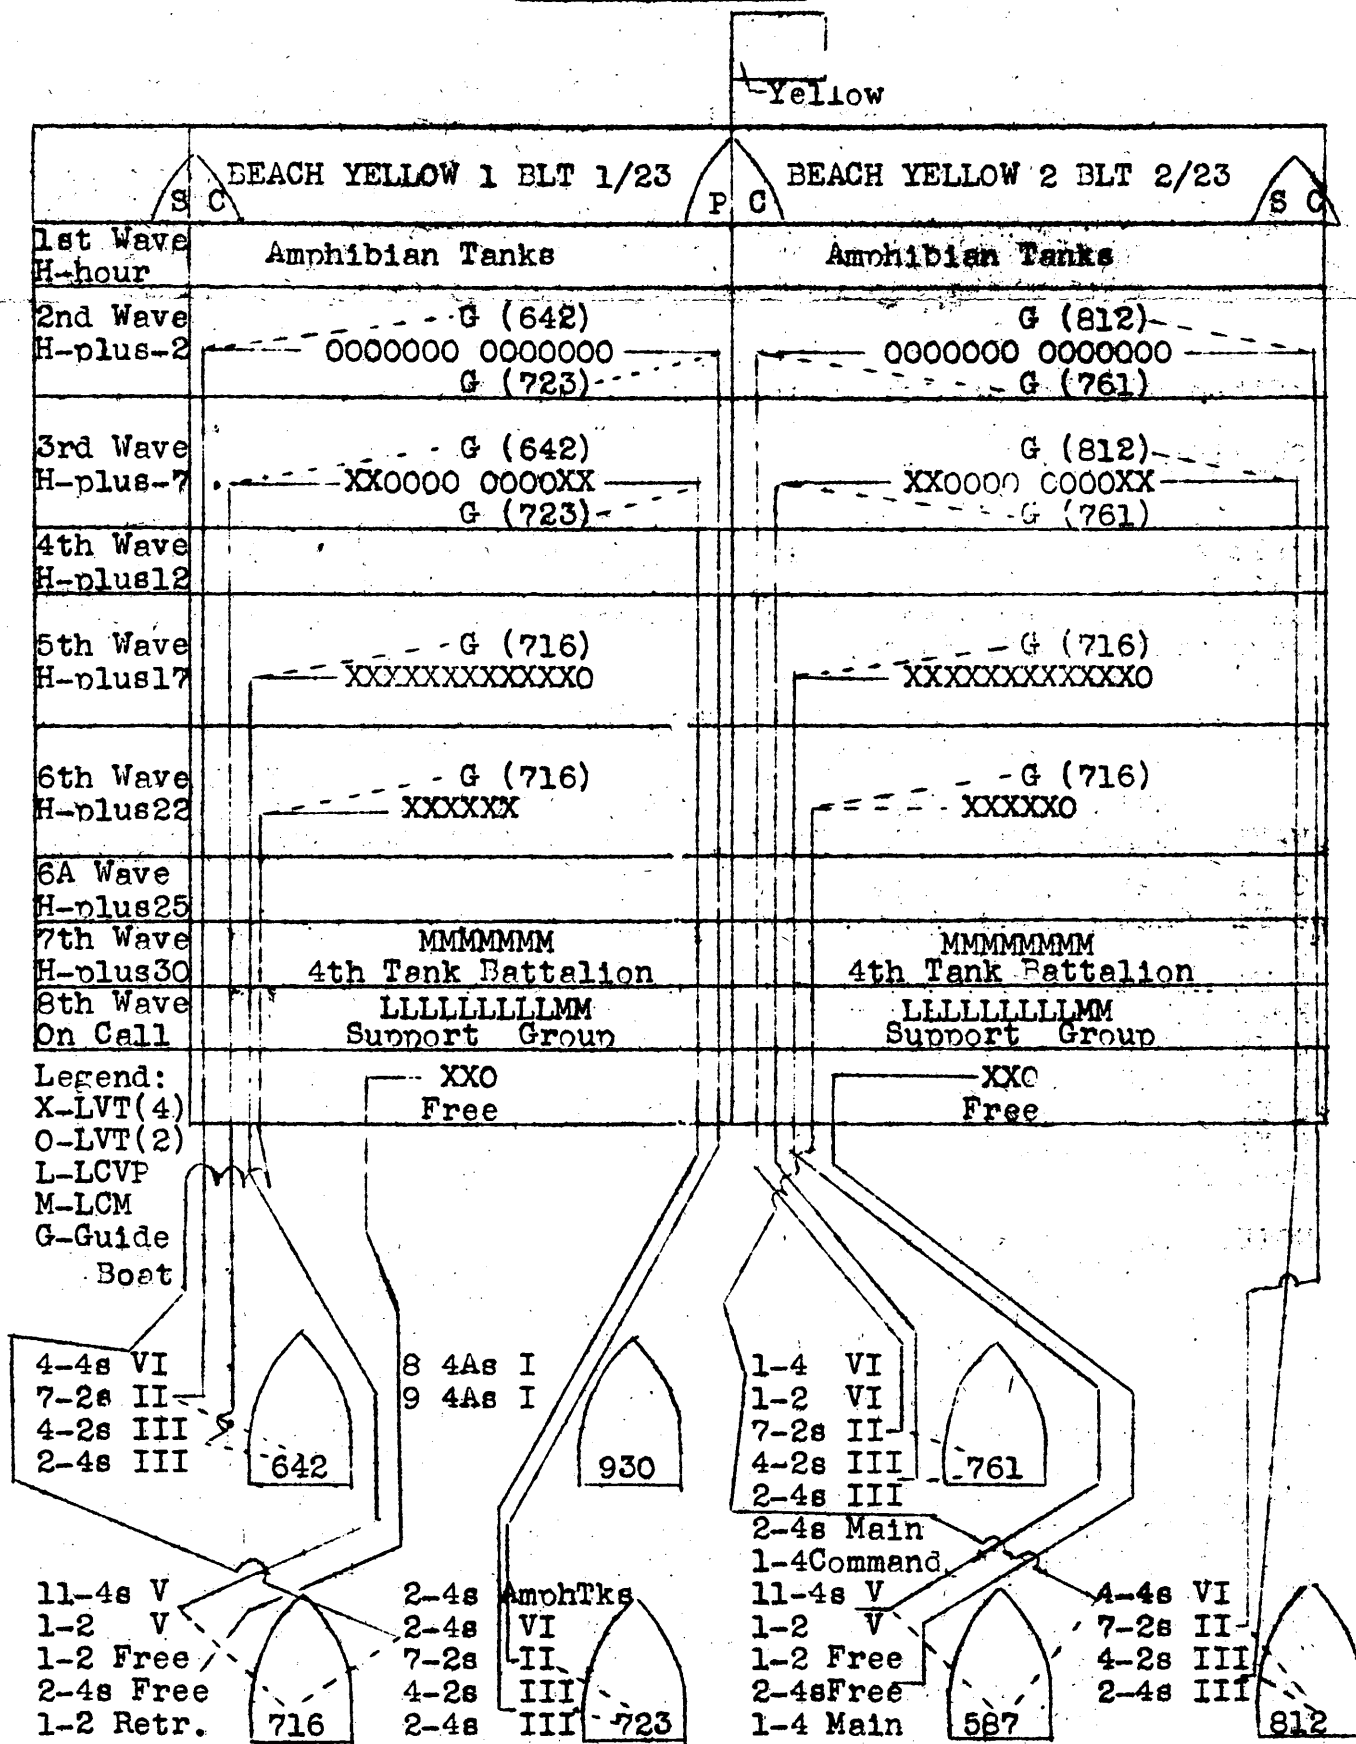 Yellow
BEACH YELLOW 1 BLT 1/23
BEACH YELLOW 2 BLT 2/23
S C
P C
S C
1st Wave
H-hour
Amphibian Tanks
Amphibian Tanks
2nd Wave
H-plus-2
G (642)
OOOOOOO OOOOOOO
G (723)
G (812)
OOOOOOO OOOOOOO
G (761)
3rd Wave
H-plus-7
G (642)
XXOOOO OOOOXX
G (723)
G (812)
XXOOOO OOOOXX
G (761)
4th Wave
H-plus12
5th Wave
H-plus17
G (716)
XXXXXXXXXXXXO
G (716)
XXXXXXXXXXXXO
6th Wave
H-plus22
G (716)
XXXXXX
G (716)
XXXXXO
6A Wave
H-plus25
7th Wave
H-plus30
MMMMMMM
4th Tank Battalion
MMMMMMMM
4th Tank Battalion
8th Wave
On Call
LLLLLLLLLMM
Support Group
LLLLLLLLLMM
Support Group
XXO
Free
XXO
Free
Legend:
X-LVT(4)
O-LVT(2)
L-LCVP
M-LCM
G-Guide
Boat
4-4s VI
7-2s II
4-2s III
2-4s III
642
8 4As I
9 4As I
930
1-4 VI
1-2 VI
7-2s II
4-2s III
2-4s III
2-4s Main
1-4Command
761
11-4s V
1-2 V
1-2 Free
2-4s Free
1-2 Retr.
716
2-4s AmphTks
2-4s VI
7-2s II
4-2s III
2-4s III
723
11-4s V
1-2 V
1-2 Free
2-4sFree
1-4 Main
587
4-4s VI
7-2s II
4-2s III
2-4s III
812